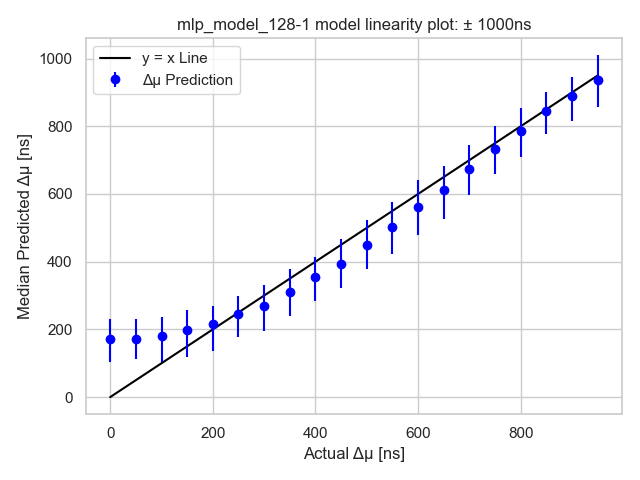 mlp_model_128-1 model linearity plot: ± 1000ns
y = x Line
Δμ Prediction
Median Predicted Δμ [ns]
1000
800
600
400
200
0
0 200 400 600 800
Actual Δμ [ns]